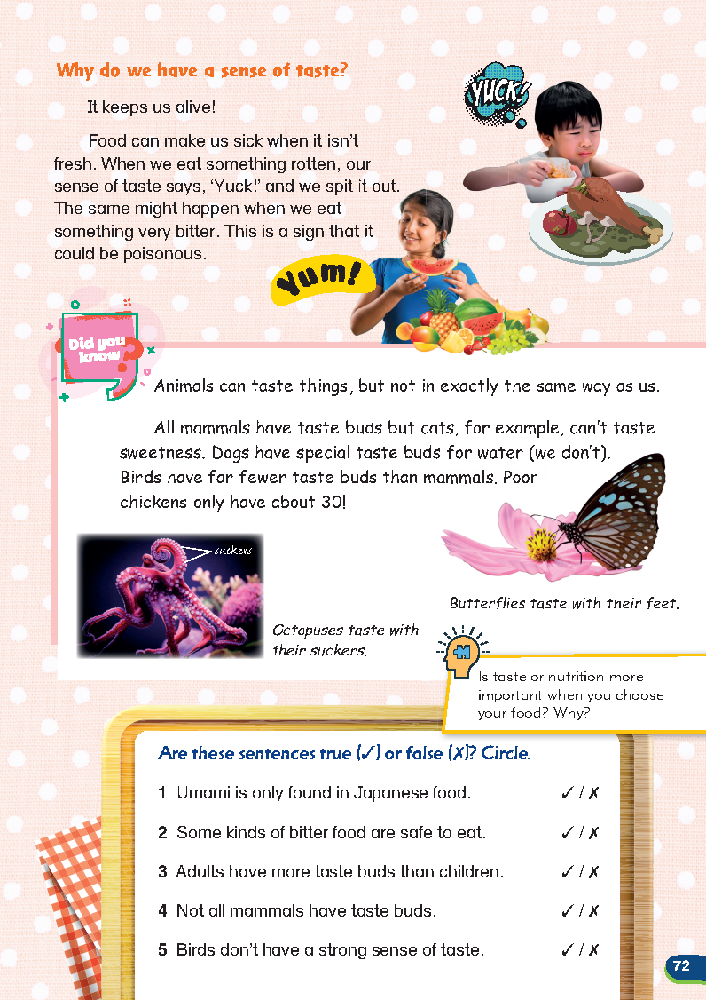 Why do we have a sense of taste?
YUCK!
It keeps us alive!
Food can make us sick when it isn't
fresh. When we eat something rotten, our
sense of taste says, 'Yuck!' and we spit it out.
The same might happen when we eat
something very bitter. This is a sign that it
could be poisonous.
Yum!
Did you
know?
Animals can taste things, but not in exactly the same way as us.
All mammals have taste buds but cats, for example, can't taste
sweetness. Dogs have special taste buds for water (we don't).
Birds have far fewer taste buds than mammals. Poor
chickens only have about 30!
suckers
Butterflies taste with their feet.
Octopuses taste with
their suckers.
Is taste or nutrition more
important when you choose
your food? Why?
Are these sentences true (✓) or false (✗)? Circle.
1 Umami is only found in Japanese food. ✓ / ✗
2 Some kinds of bitter food are safe to eat. ✓ / ✗
3 Adults have more taste buds than children. ✓ / ✗
4 Not all mammals have taste buds. ✓ / ✗
5 Birds don't have a strong sense of taste. ✓ / ✗
72